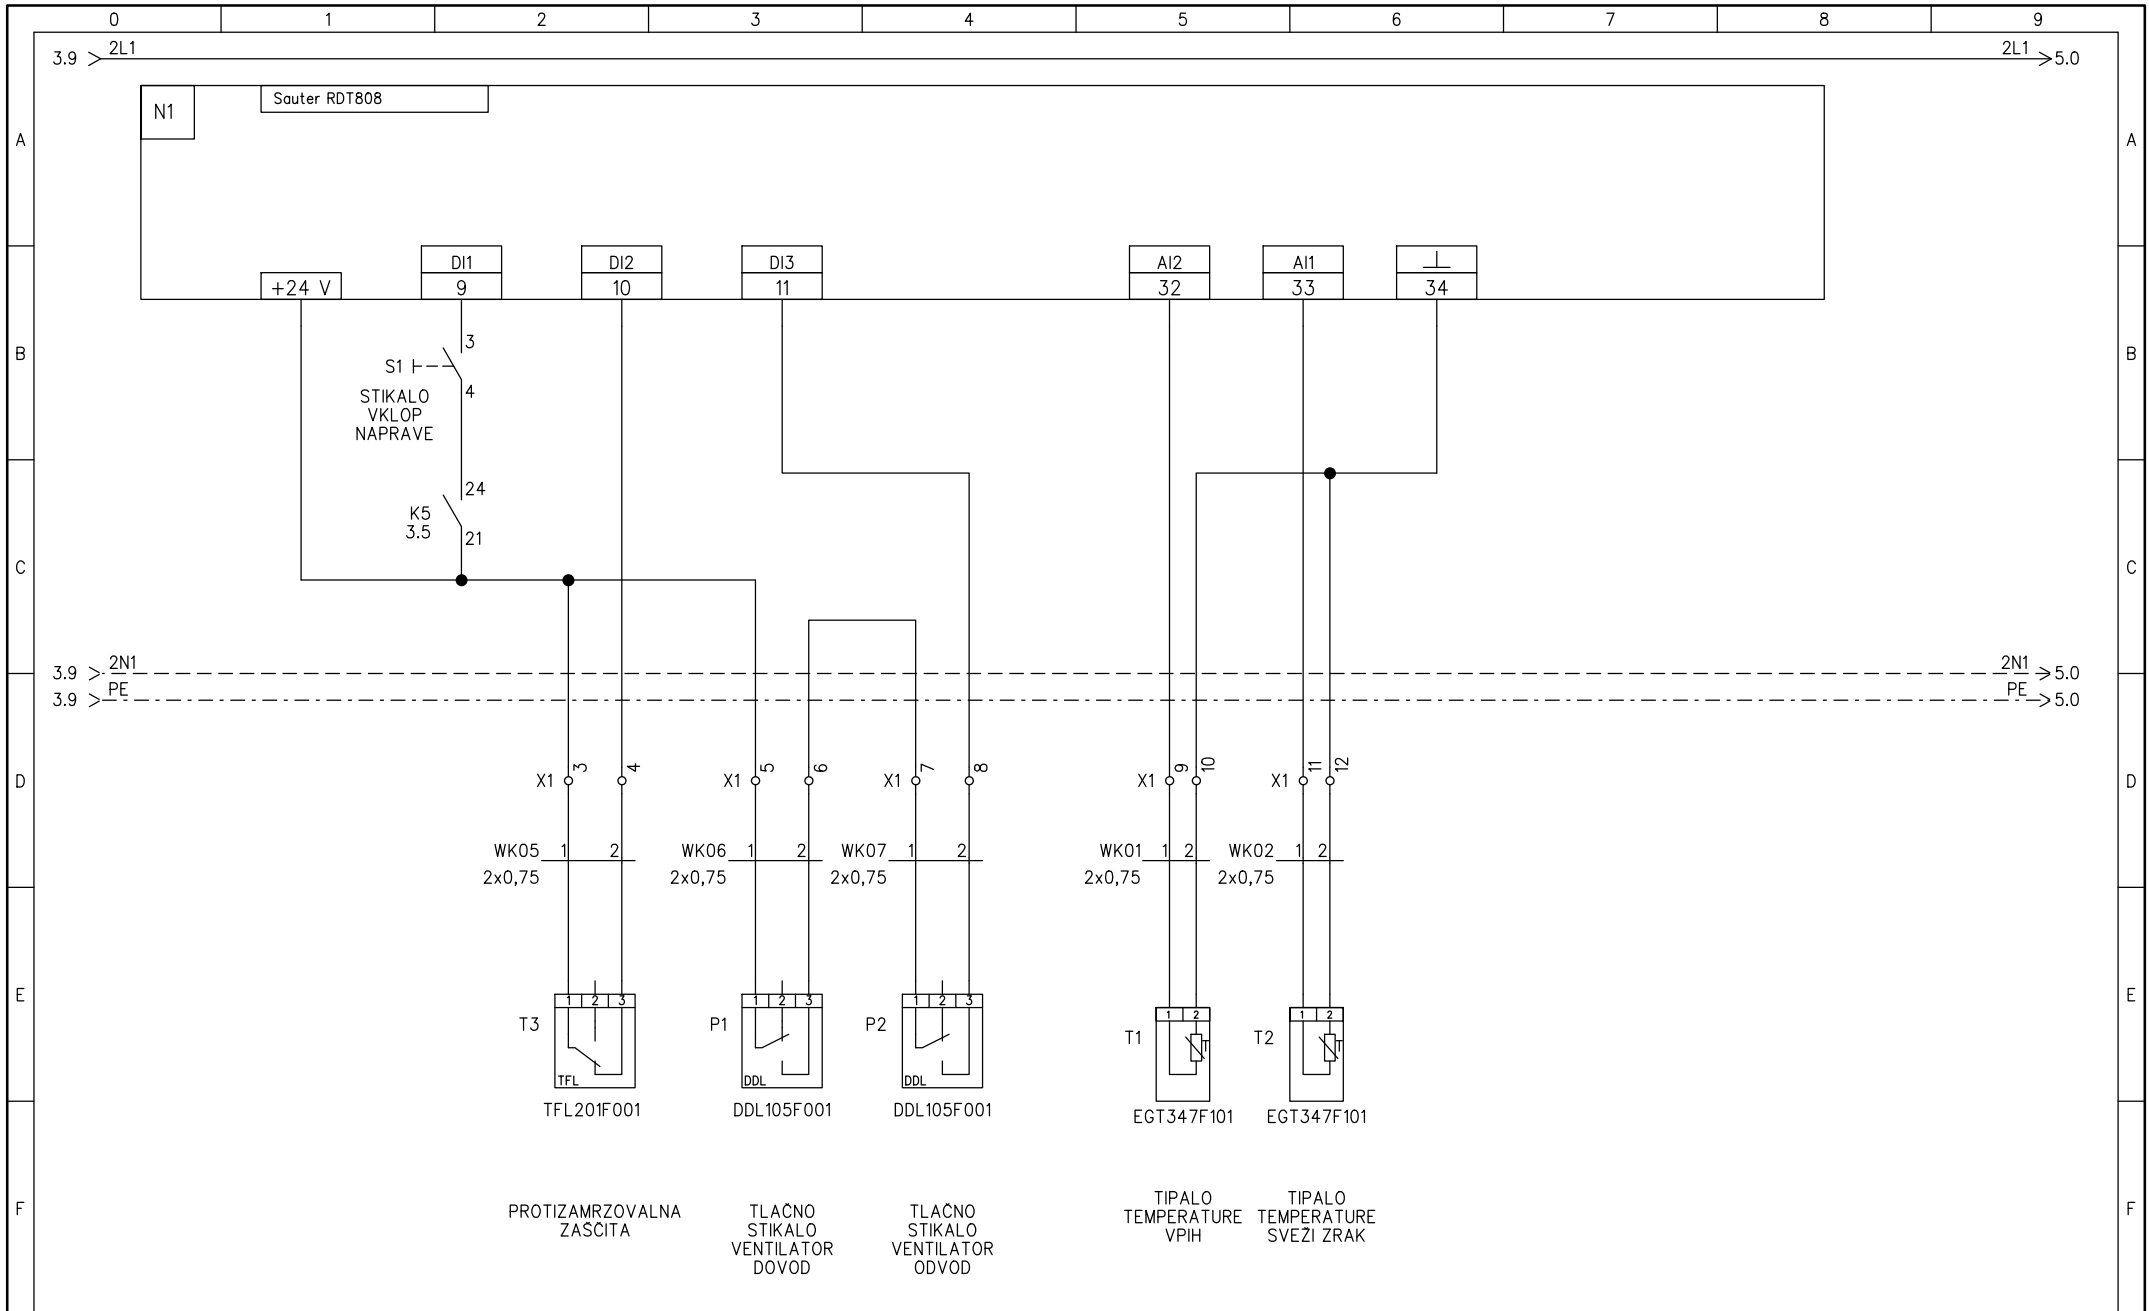 0 1 2 3 4 5 6 7 8 9
2L1 2L1
3.9 5.0
N1 Sauter RDT808
A A
DI1 DI2 DI3 AI2 AI1
+24 V 9 10 11 32 33 34
B B
3
S1
4
STIKALO
VKLOP
NAPRAVE
24
K5
3.5
21
C C
2N1 2N1
3.9 5.0
PE PE
3.9 5.0
D D
X1 3 4 X1 5 6 X1 7 8 X1 9 10 X1 11 12
WK05 1 2 WK06 1 2 WK07 1 2 WK01 1 2 WK02 1 2
2x0,75 2x0,75 2x0,75 2x0,75 2x0,75
E E
1 2 3 1 2 3 1 2 3 1 2 1 2
T3 P1 P2 T1 T2
T T
TFL DDL DDL
TFL201F001 DDL105F001 DDL105F001 EGT347F101 EGT347F101
F F
PROTIZAMRZOVALNA
ZAŠČITA
TLAČNO
STIKALO
VENTILATOR
DOVOD
TLAČNO
STIKALO
VENTILATOR
ODVOD
TIPALO
TEMPERATURE
VPIH
TIPALO
TEMPERATURE
SVEŽI ZRAK